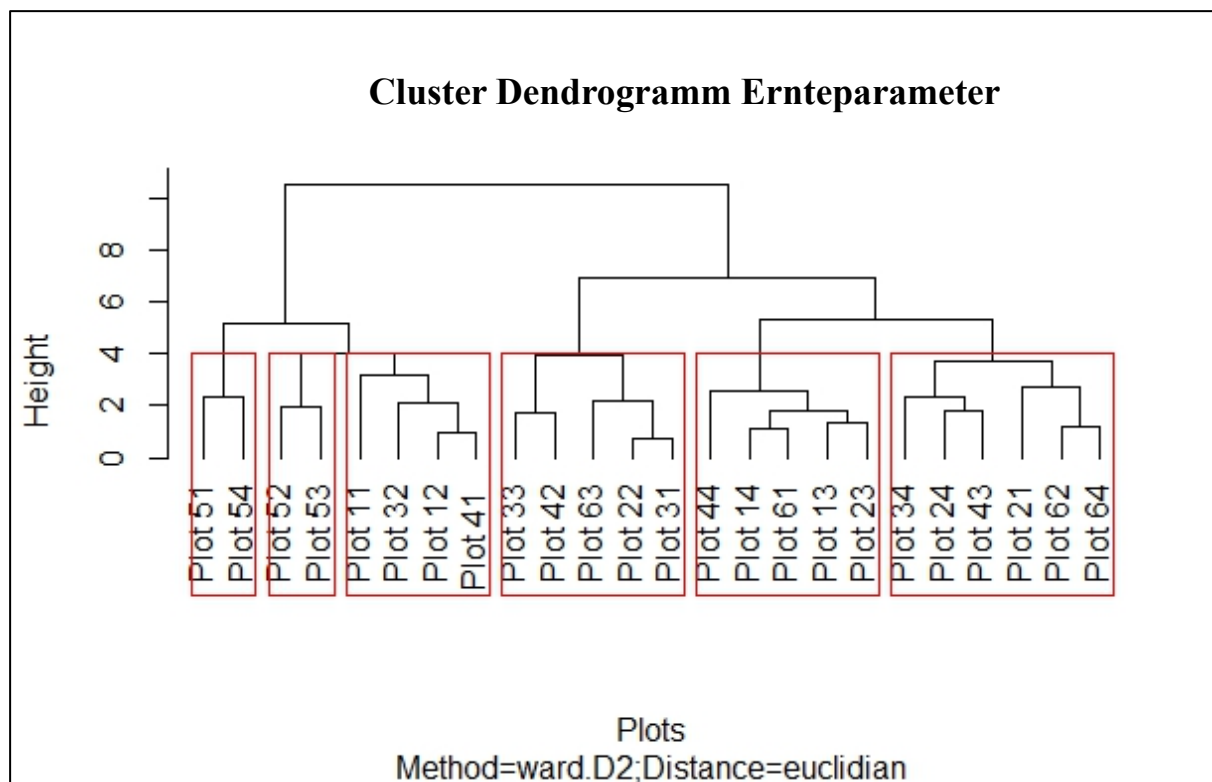 Cluster Dendrogramm Ernteparameter
Height
8
6
4
2
0
Plot 51
Plot 54
Plot 52
Plot 53
Plot 11
Plot 32
Plot 12
Plot 41
Plot 33
Plot 42
Plot 63
Plot 22
Plot 31
Plot 44
Plot 14
Plot 61
Plot 13
Plot 23
Plot 34
Plot 24
Plot 43
Plot 21
Plot 62
Plot 64
Plots
Method=ward.D2;Distance=euclidian